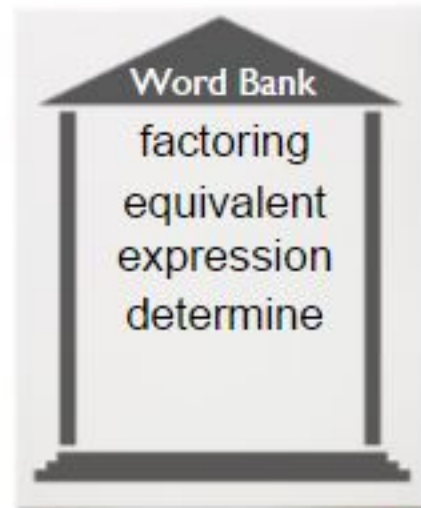 Word Bank
factoring
equivalent
expression
determine